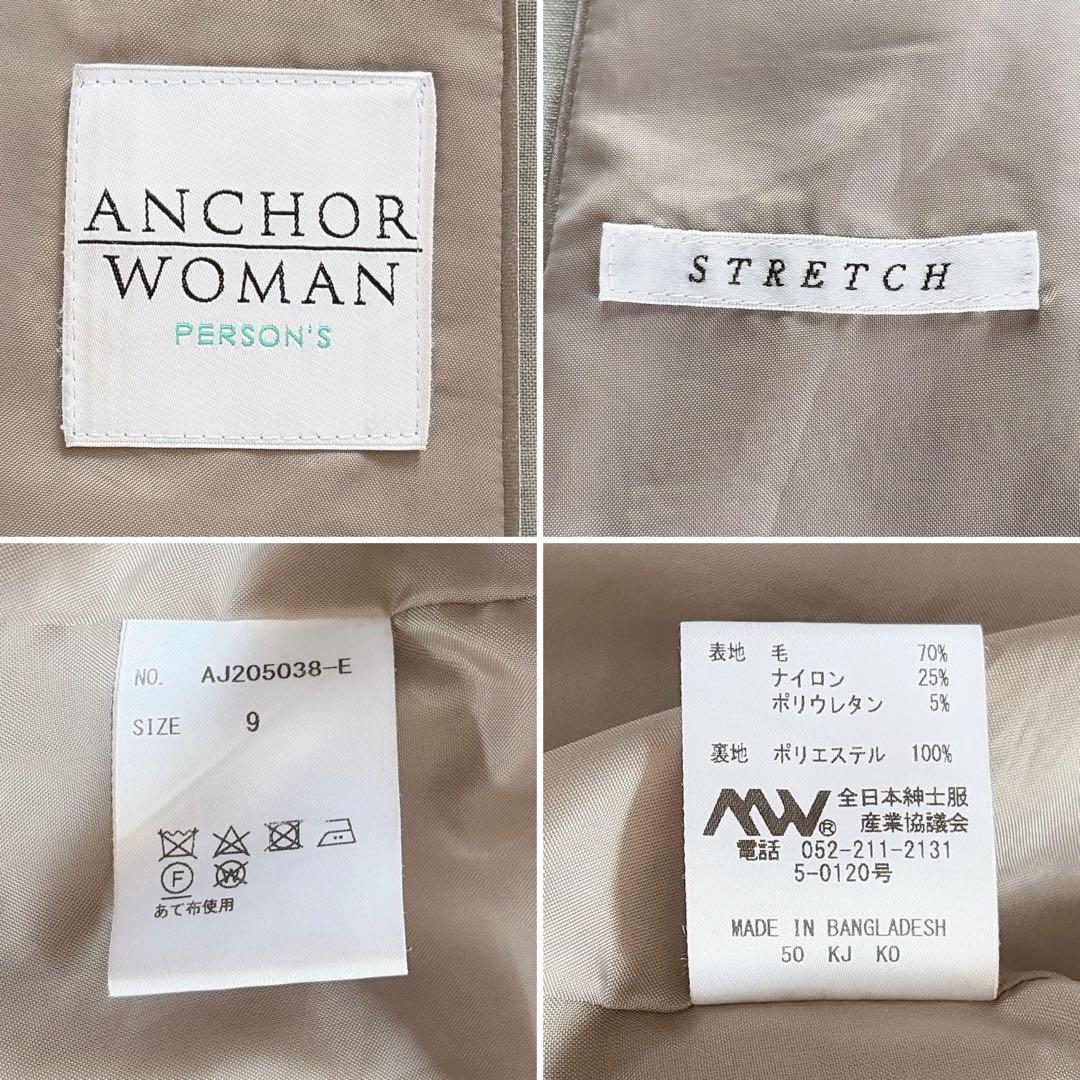 ANCHOR
WOMAN
PERSON'S
STRETCH
NO. AJ205038-E
SIZE 9
F W
あて布使用
表地 毛 70%
ナイロン 25%
ポリウレタン 5%
裏地 ポリエステル 100%
MW® 全日本紳士服
産業協議会
電話 052-211-2131
5-0120号
MADE IN BANGLADESH
50 KJ KO